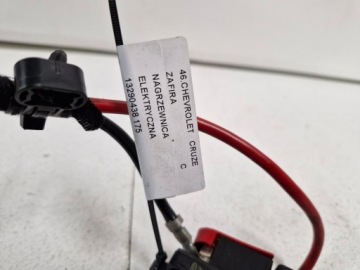 46.CHEVROLET CRUZE
ZAFIRA C
NAGRZEWNICA
ELEKTRYCZNA
13290438 175